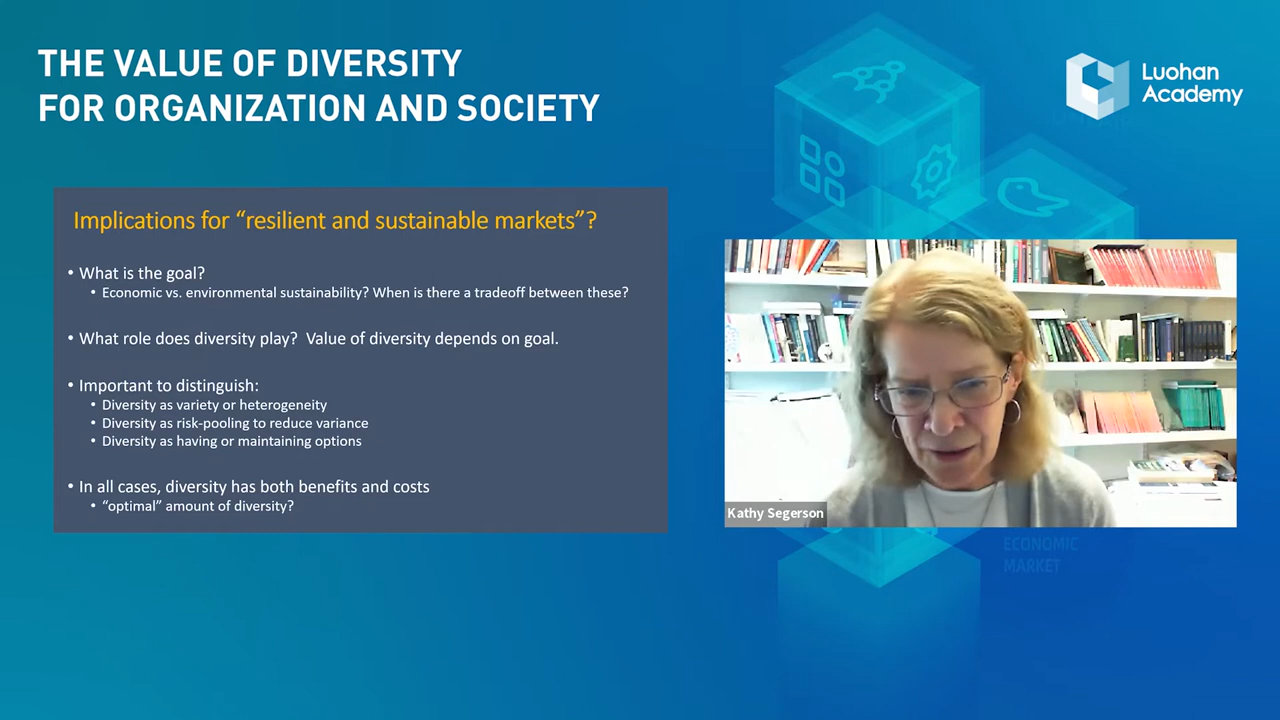 THE VALUE OF DIVERSITY
FOR ORGANIZATION AND SOCIETY
Luohan
Academy
Implications for “resilient and sustainable markets”?
• What is the goal?
• Economic vs. environmental sustainability? When is there a tradeoff between these?
• What role does diversity play?  Value of diversity depends on goal.
• Important to distinguish:
• Diversity as variety or heterogeneity
• Diversity as risk-pooling to reduce variance
• Diversity as having or maintaining options
• In all cases, diversity has both benefits and costs
• “optimal” amount of diversity?
Kathy Segerson
ECONOMIC
MARKET